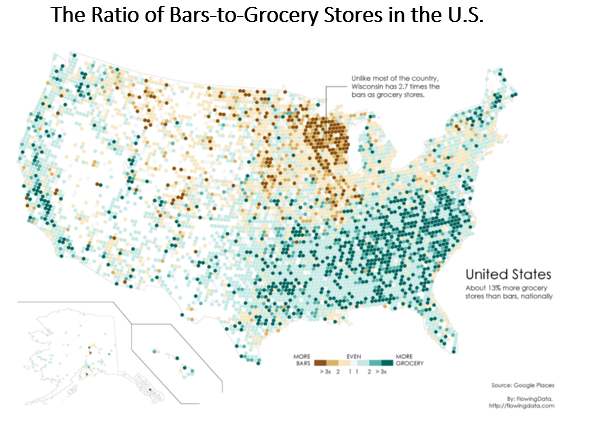 The Ratio of Bars-to-Grocery Stores in the U.S.
Unlike most of the country,
Wisconsin has 2.7 times the
bars as grocery stores.
United States
About 13% more grocery
stores than bars, nationally
MORE BARS EVEN MORE GROCERY
>3x 2 1 1 2 >3x
Source: Google Places
By: FlowingData,
http://flowingdata.com